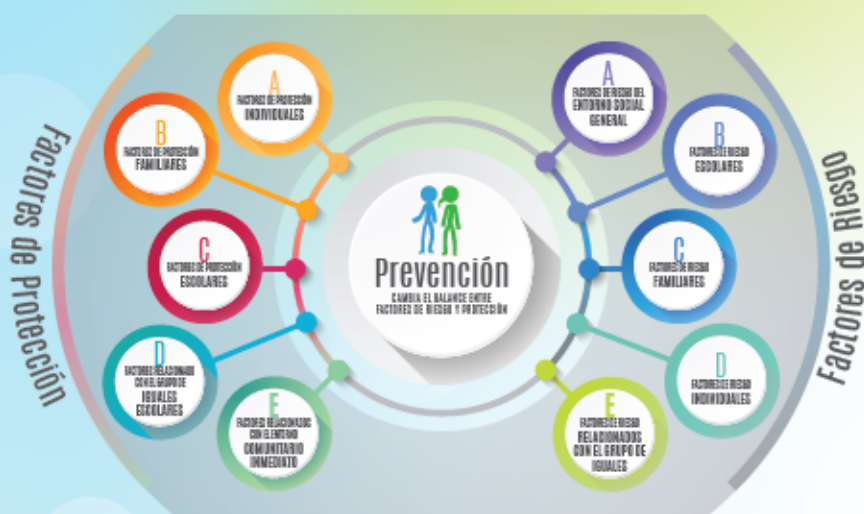 Factores de Protección
A
FACTORES DE PROTECCIÓN
INDIVIDUALES
B
FACTORES DE PROTECCIÓN
FAMILIARES
C
FACTORES DE PROTECCIÓN
ESCOLARES
D
FACTORES RELACIONADO
CON EL GRUPO DE
IGUALES
ESCOLARES
E
FACTORES RELACIONADOS
CON EL ENTORNO
COMUNITARIO
INMEDIATO
Prevención
CAMBIA EL BALANCE ENTRE
FACTORES DE RIESGO Y PROTECCIÓN
A
FACTORES DE RIESGO DEL
ENTORNO SOCIAL
GENERAL
B
FACTORES DE RIESGO
ESCOLARES
C
FACTORES DE RIESGO
FAMILIARES
D
FACTORES DE RIESGO
INDIVIDUALES
E
FACTORES DE RIESGO
RELACIONADOS
CON EL GRUPO DE
IGUALES
Factores de Riesgo